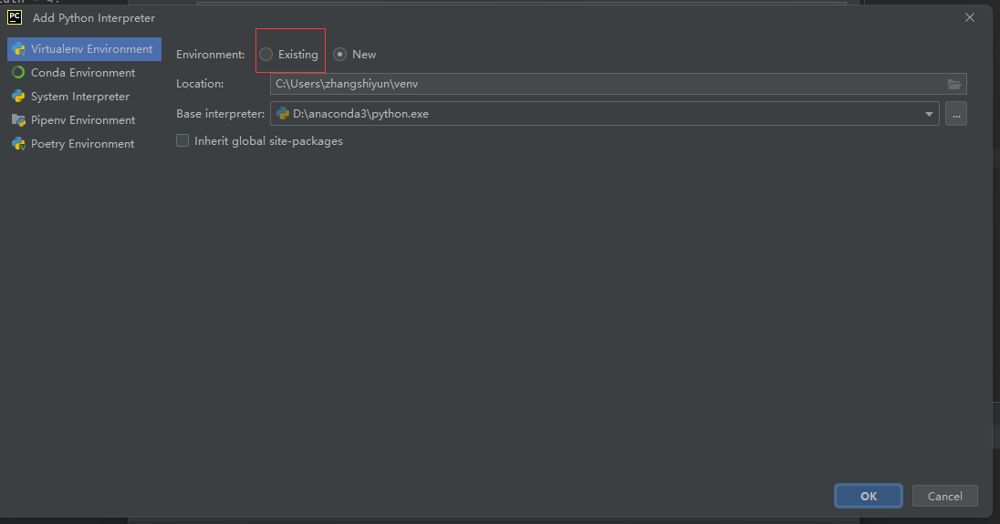 PC Add Python Interpreter
Virtualenv Environment
Conda Environment
System Interpreter
Pipenv Environment
Poetry Environment
Environment: Existing New
Location: C:\Users\zhangshiyun\venv
Base interpreter: D:\anaconda3\python.exe ...
Inherit global site-packages
OK Cancel